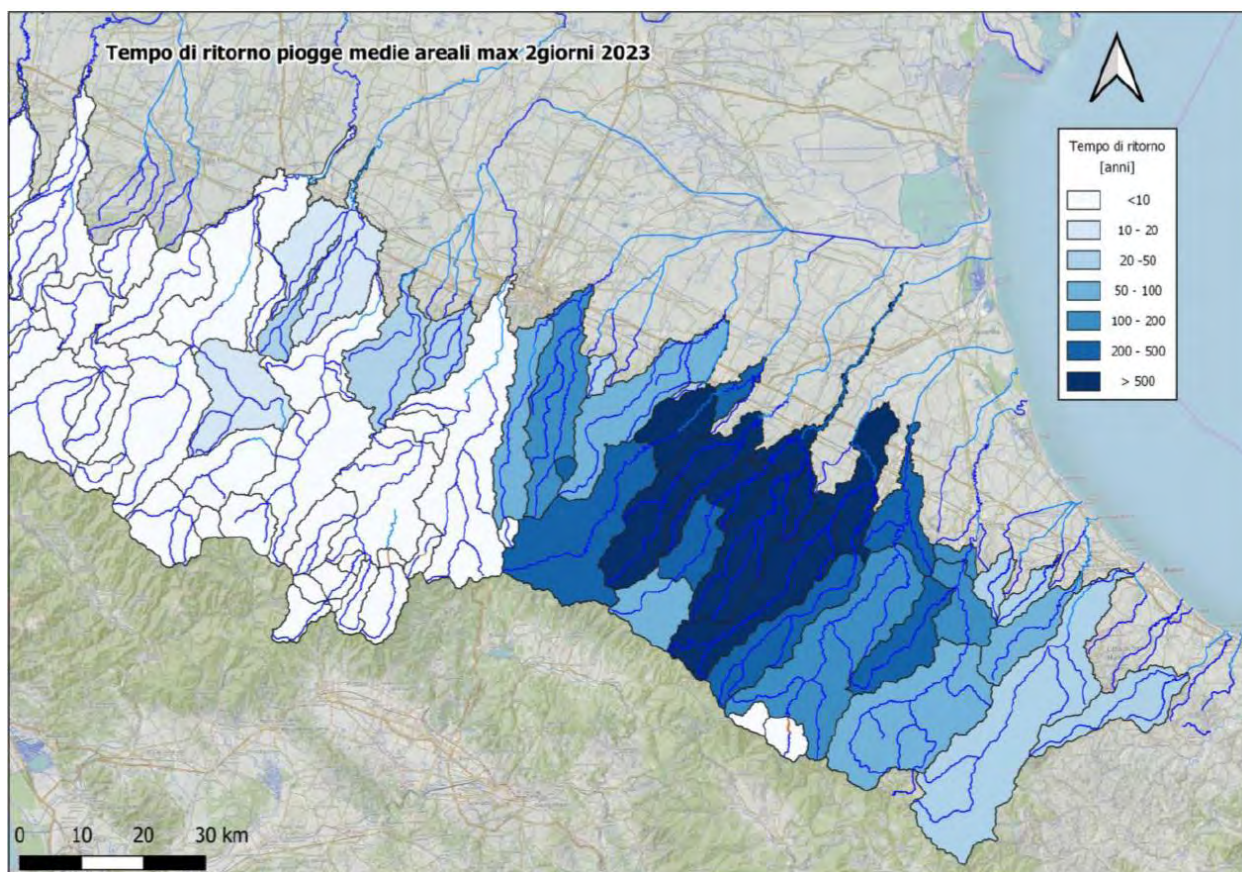 Tempo di ritorno piogge medie areali max 2giorni 2023
Tempo di ritorno
[anni]
<10
10 - 20
20 -50
50 - 100
100 - 200
200 - 500
> 500
0 10 20 30 km